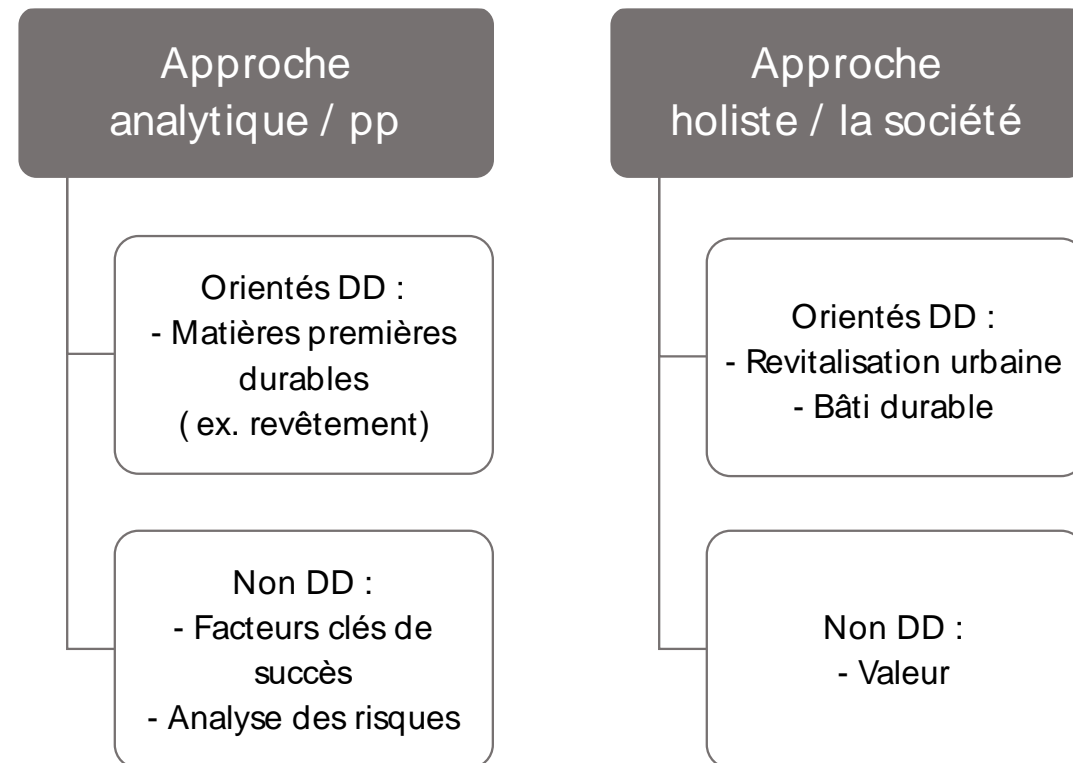 Approche
analytique / pp
Orientés DD :
- Matières premières
durables
( ex. revêtement)
Non DD :
- Facteurs clés de
succès
- Analyse des risques
Approche
holiste / la société
Orientés DD :
- Revitalisation urbaine
- Bâti durable
Non DD :
- Valeur